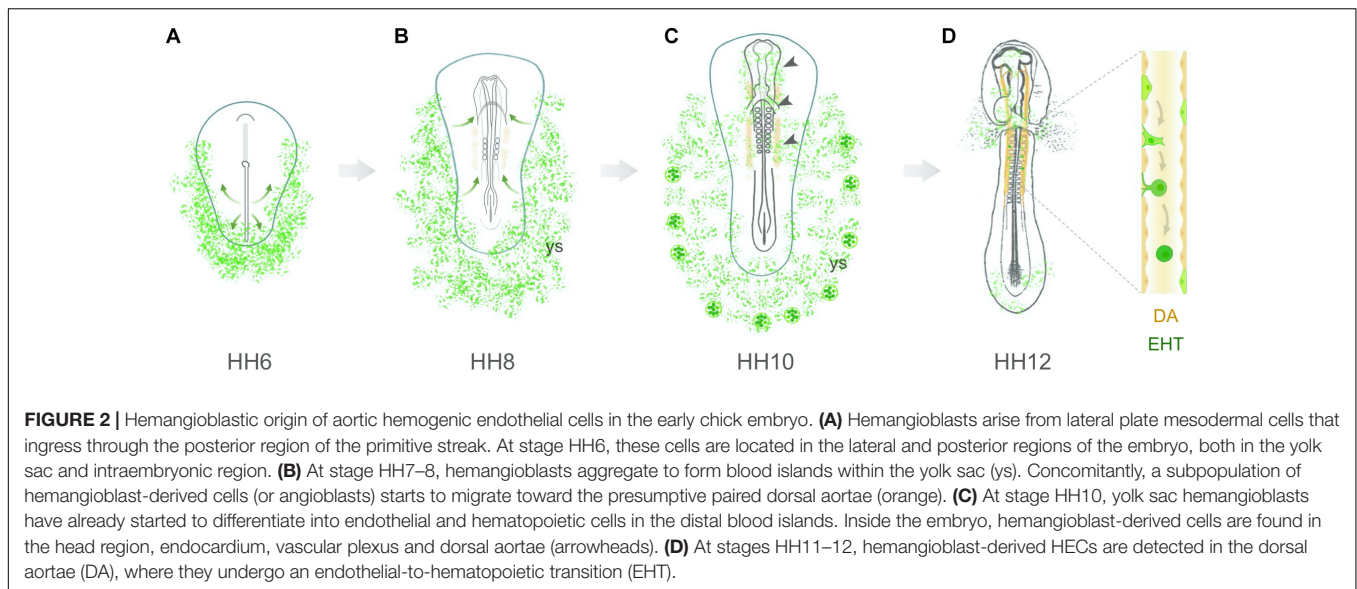 A
B
C
D
ys
ys
DA
EHT
HH6
HH8
HH10
HH12
FIGURE 2 | Hemangioblastic origin of aortic hemogenic endothelial cells in the early chick embryo. (A) Hemangioblasts arise from lateral plate mesodermal cells that
ingress through the posterior region of the primitive streak. At stage HH6, these cells are located in the lateral and posterior regions of the embryo, both in the yolk
sac and intraembryonic region. (B) At stage HH7–8, hemangioblasts aggregate to form blood islands within the yolk sac (ys). Concomitantly, a subpopulation of
hemangioblast-derived cells (or angioblasts) starts to migrate toward the presumptive paired dorsal aortae (orange). (C) At stage HH10, yolk sac hemangioblasts
have already started to differentiate into endothelial and hematopoietic cells in the distal blood islands. Inside the embryo, hemangioblast-derived cells are found in
the head region, endocardium, vascular plexus and dorsal aortae (arrowheads). (D) At stages HH11–12, hemangioblast-derived HECs are detected in the dorsal
aortae (DA), where they undergo an endothelial-to-hematopoietic transition (EHT).